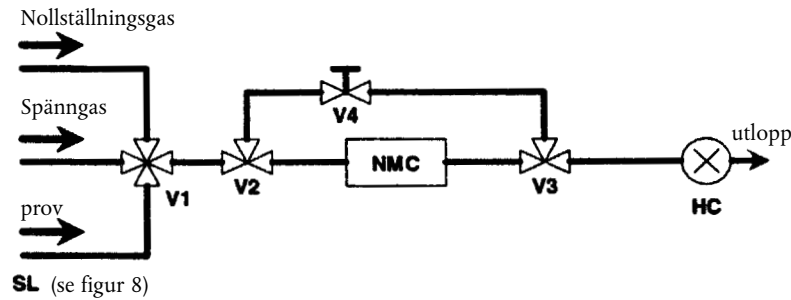 Nollställningsgas
Spänngas
V4
utlopp
NMC
V1
V2
V3
prov
HC
SL (se figur 8)